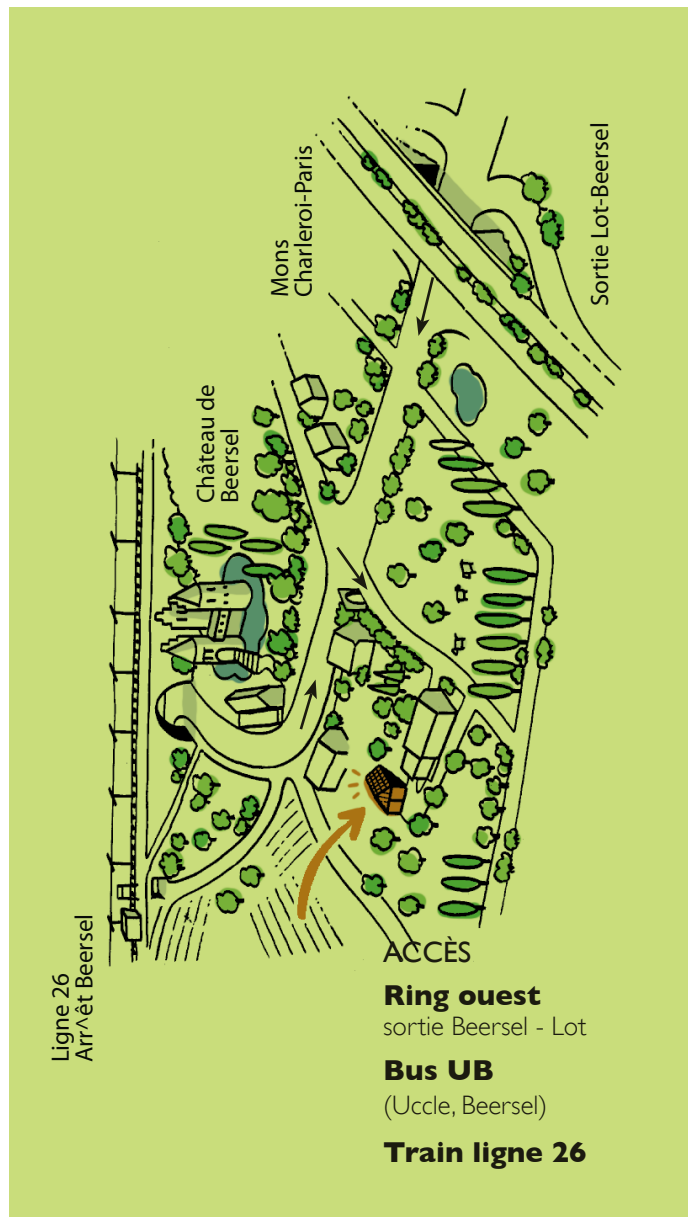 Mons
Charleroi-Paris
Sortie Lot-Beersel
Château de
Beersel
Ligne 26
Arr^êt Beersel
ACCÈS
Ring ouest
sortie Beersel - Lot
Bus UB
(Uccle, Beersel)
Train ligne 26